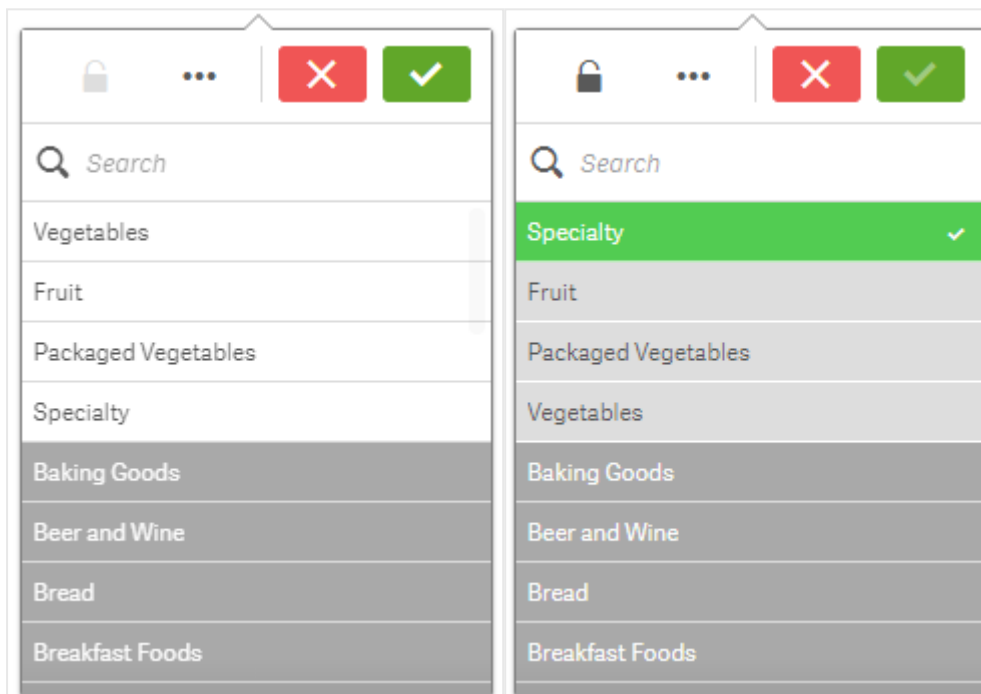 Search
Vegetables
Fruit
Packaged Vegetables
Specialty
Baking Goods
Beer and Wine
Bread
Breakfast Foods
Search
Specialty
Fruit
Packaged Vegetables
Vegetables
Baking Goods
Beer and Wine
Bread
Breakfast Foods